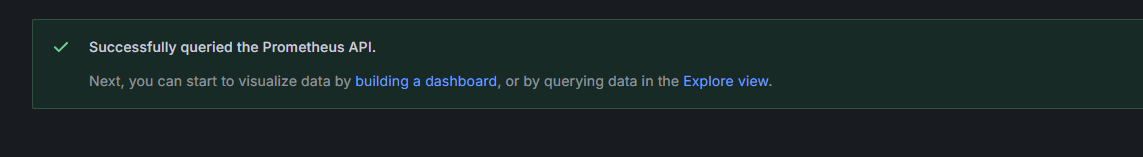 Successfully queried the Prometheus API.
Next, you can start to visualize data by building a dashboard, or by querying data in the Explore view.